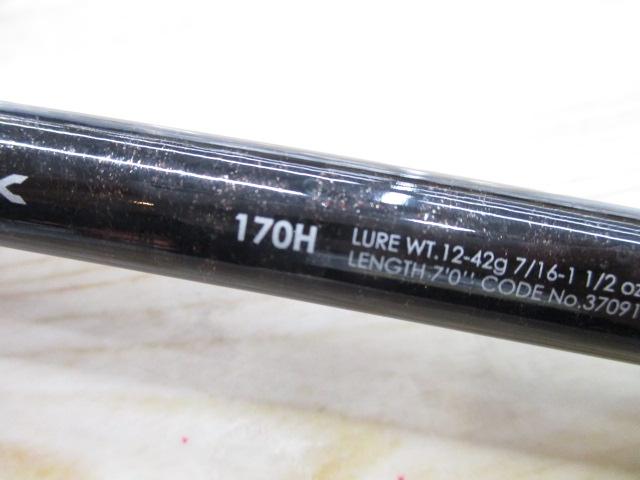 170H
LURE WT.12-42g 7/16-1 1/2 oz
LENGTH 7'0'' CODE No.37091